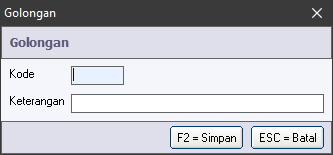 Golongan
Golongan
Kode
Keterangan
F2 = Simpan ESC = Batal